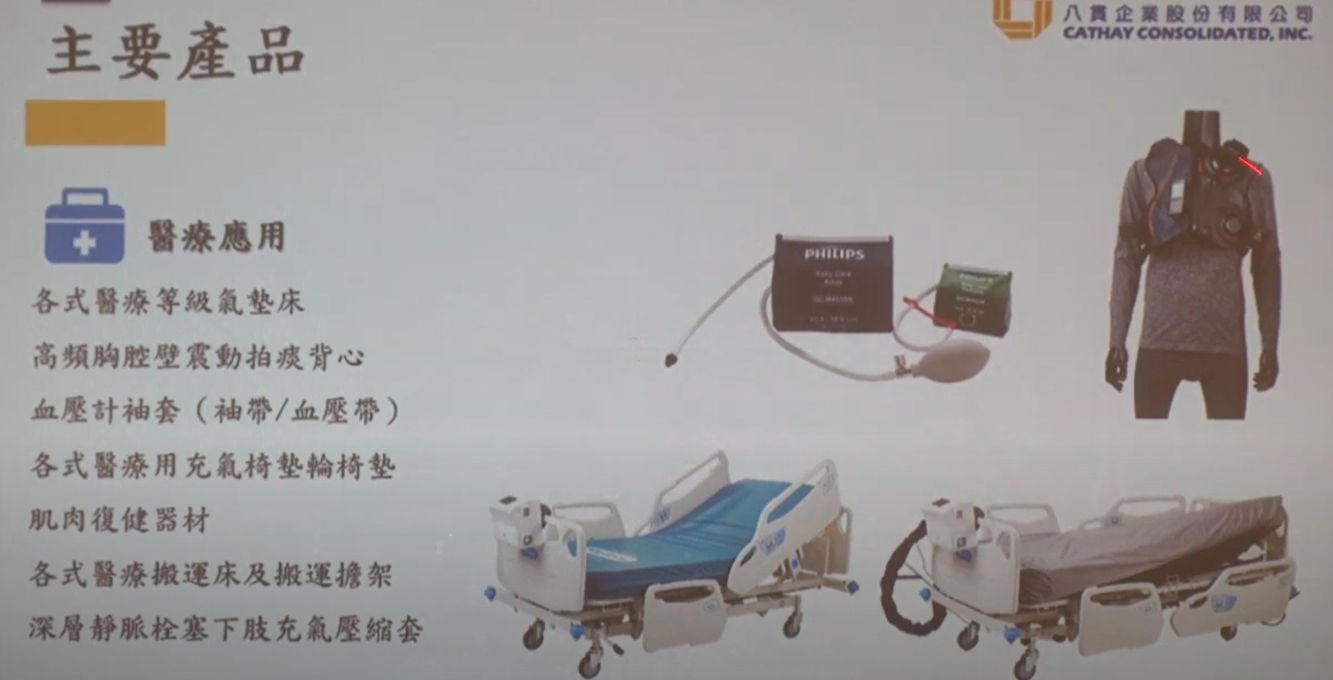 主要產品
八貫企業股份有限公司
CATHAY CONSOLIDATED, INC.
醫療應用
各式醫療等級氣墊床
高頻胸腔壁震動拍痰背心
血壓計袖套（袖帶/血壓帶）
各式醫療用充氣椅墊輪椅墊
肌肉復健器材
各式醫療搬運床及搬運擔架
深層靜脈栓塞下肢充氣壓縮套
PHILIPS
Easy Care
Adult